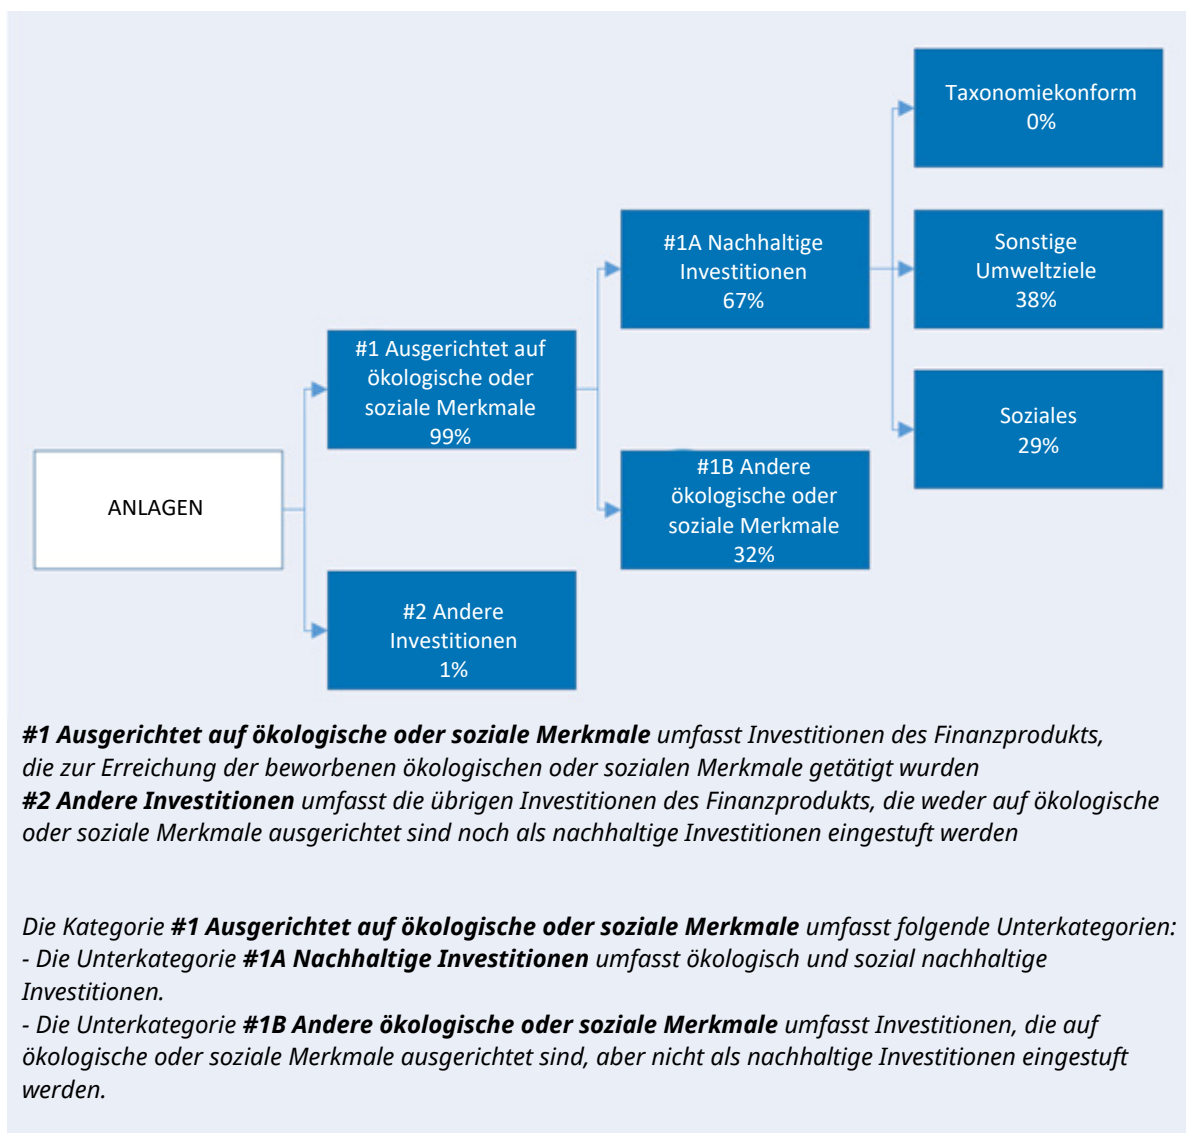 Taxonomiekonform
0%
#1A Nachhaltige
Investitionen
67%
Sonstige
Umweltziele
38%
#1 Ausgerichtet auf
ökologische oder
soziale Merkmale
99%
Soziales
29%
#1B Andere
ökologische oder
soziale Merkmale
32%
ANLAGEN
#2 Andere
Investitionen
1%
#1 Ausgerichtet auf ökologische oder soziale Merkmale umfasst Investitionen des Finanzprodukts,
die zur Erreichung der beworbenen ökologischen oder sozialen Merkmale getätigt wurden
#2 Andere Investitionen umfasst die übrigen Investitionen des Finanzprodukts, die weder auf ökologische
oder soziale Merkmale ausgerichtet sind noch als nachhaltige Investitionen eingestuft werden
Die Kategorie #1 Ausgerichtet auf ökologische oder soziale Merkmale umfasst folgende Unterkategorien:
- Die Unterkategorie #1A Nachhaltige Investitionen umfasst ökologisch und sozial nachhaltige
Investitionen.
- Die Unterkategorie #1B Andere ökologische oder soziale Merkmale umfasst Investitionen, die auf
ökologische oder soziale Merkmale ausgerichtet sind, aber nicht als nachhaltige Investitionen eingestuft
werden.